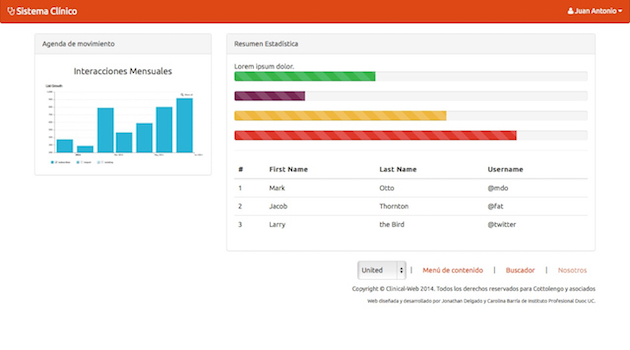 Sistema Clínico
Juan Antonio
Agenda de movimiento
Interacciones Mensuales
Resumen Estadística
Lorem ipsum dolor.
# First Name Last Name Username
1 Mark Otto @mdo
2 Jacob Thornton @fat
3 Larry the Bird @twitter
United | Menú de contenido | Buscador | Nosotros
Copyright © Clinical-Web 2014. Todos los derechos reservados para Cottolengo y asociados
Web diseñada y desarrollado por Jonathan Delgado y Carolina Barría de Instituto Profesional Duoc UC.